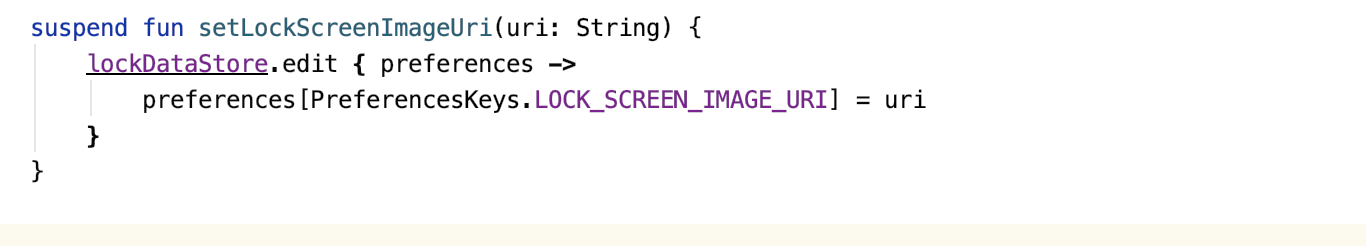 suspend fun setLockScreenImageUri(uri: String) {
    lockDataStore.edit { preferences ->
        preferences[PreferencesKeys.LOCK_SCREEN_IMAGE_URI] = uri
    }
}